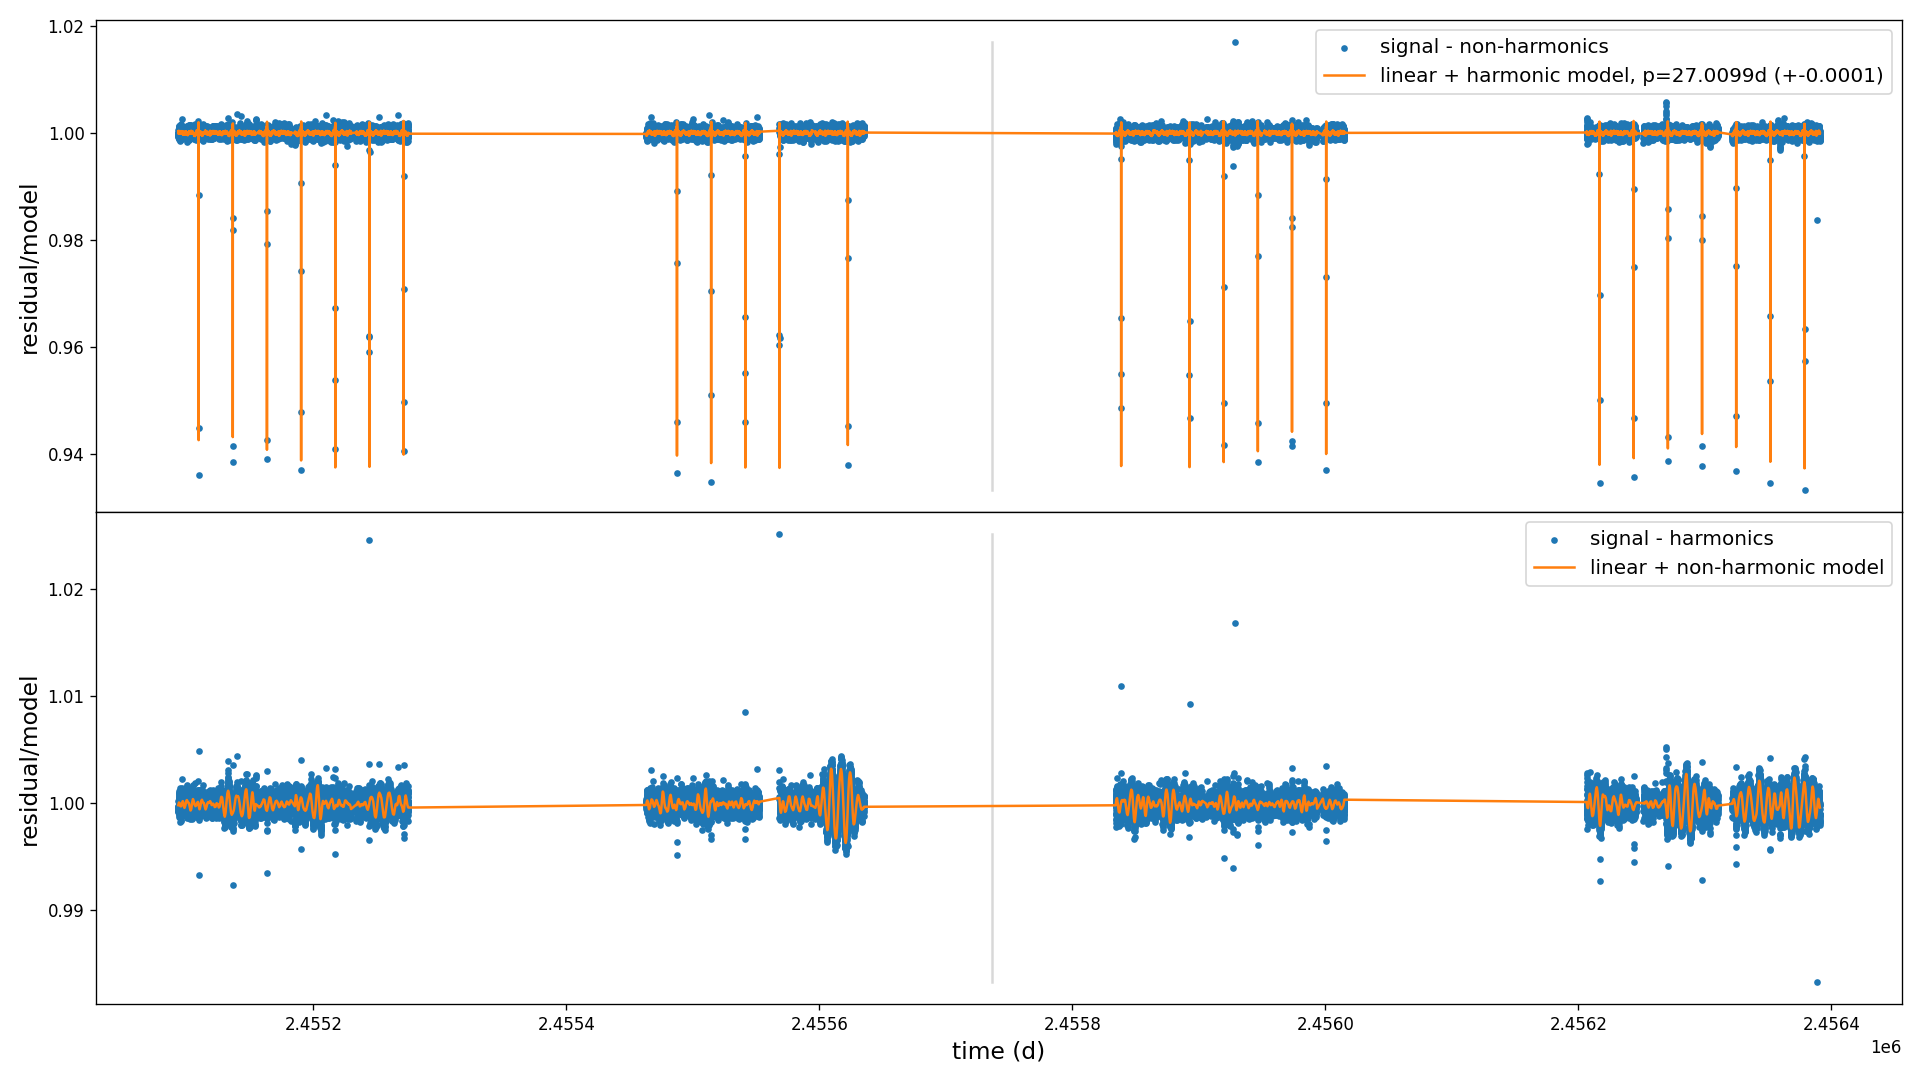 1.02
1.00
0.98
0.96
0.94
residual/model
signal - non-harmonics
linear + harmonic model, p=27.0099d (+-0.0001)
1.02
1.01
1.00
0.99
residual/model
signal - harmonics
linear + non-harmonic model
2.4552
2.4554
2.4556
2.4558
2.4560
2.4562
2.4564
1e6
time (d)